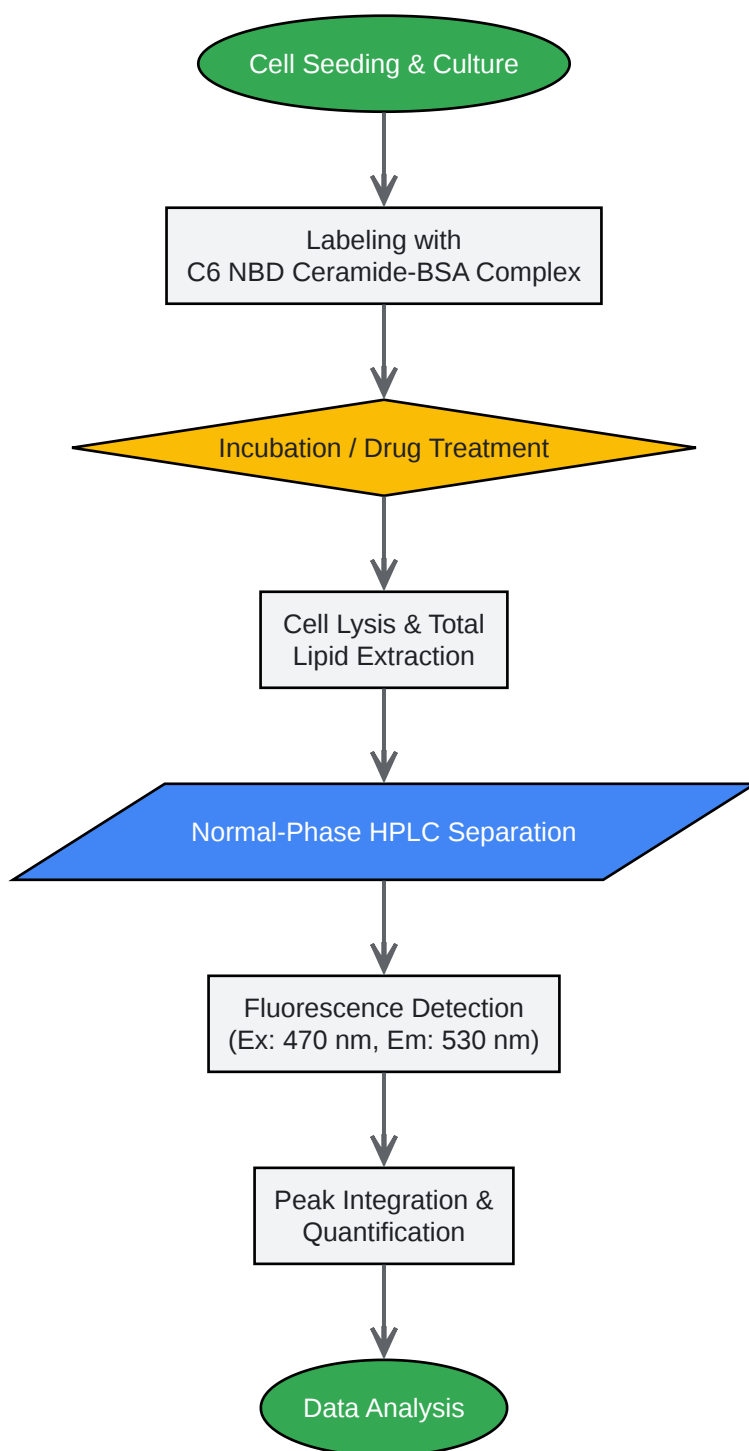 Cell Seeding & Culture
Labeling with
C6 NBD Ceramide-BSA Complex
Incubation / Drug Treatment
Cell Lysis & Total
Lipid Extraction
Normal-Phase HPLC Separation
Fluorescence Detection
(Ex: 470 nm, Em: 530 nm)
Peak Integration &
Quantification
Data Analysis